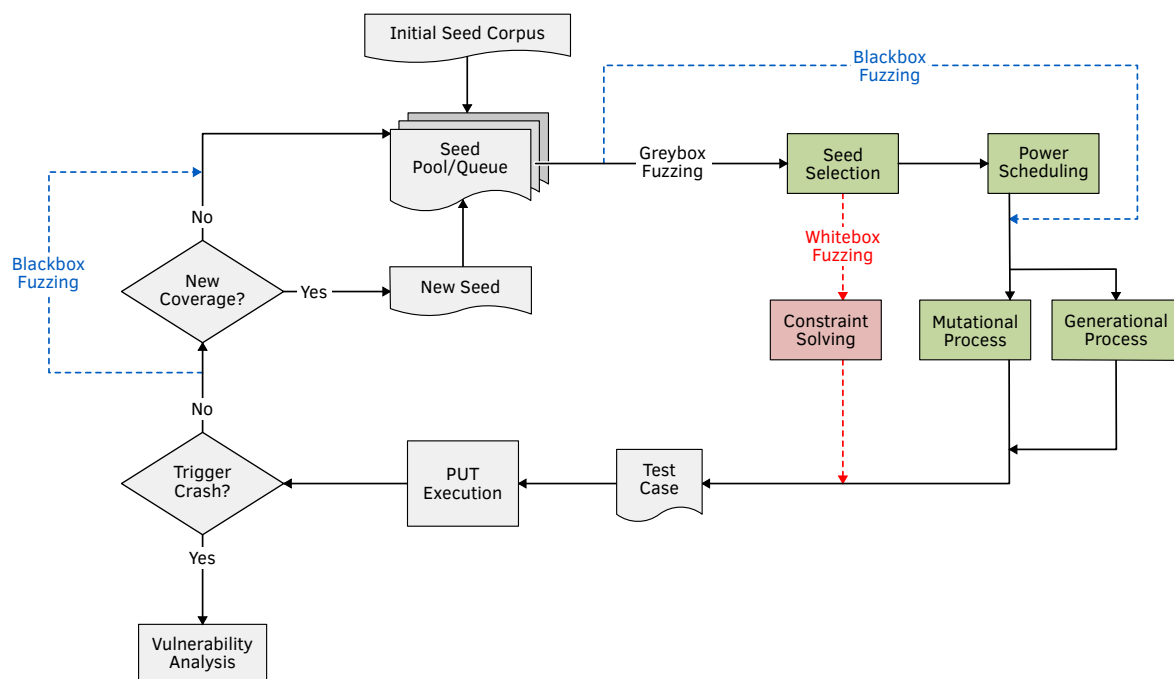 Initial Seed Corpus
Blackbox
Fuzzing
Seed
Pool/Queue
Greybox
Fuzzing
Seed
Selection
Power
Scheduling
No
Whitebox
Fuzzing
Blackbox
Fuzzing
New
Coverage?
Yes
New Seed
Constraint
Solving
Mutational
Process
Generational
Process
No
Trigger
Crash?
PUT
Execution
Test
Case
Yes
Vulnerability
Analysis